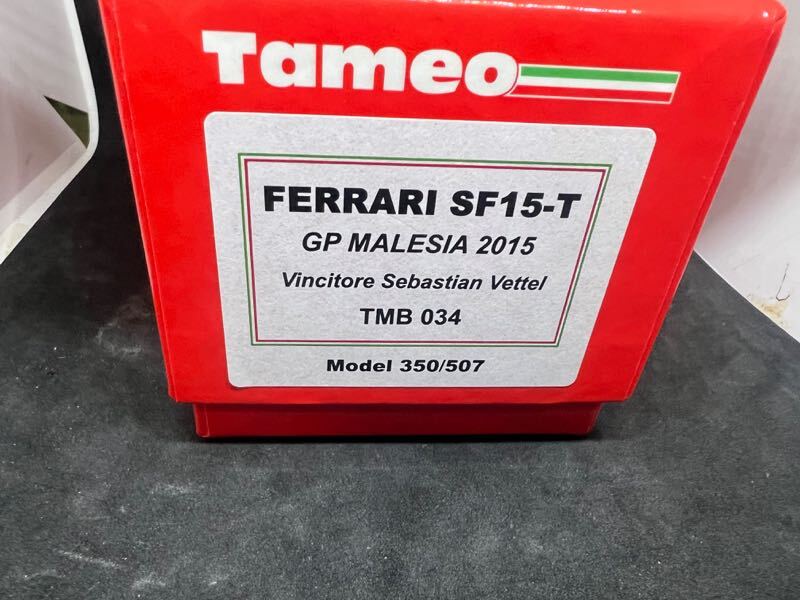 Tameo
FERRARI SF15-T
GP MALESIA 2015
Vincitore Sebastian Vettel
TMB 034
Model 350/507